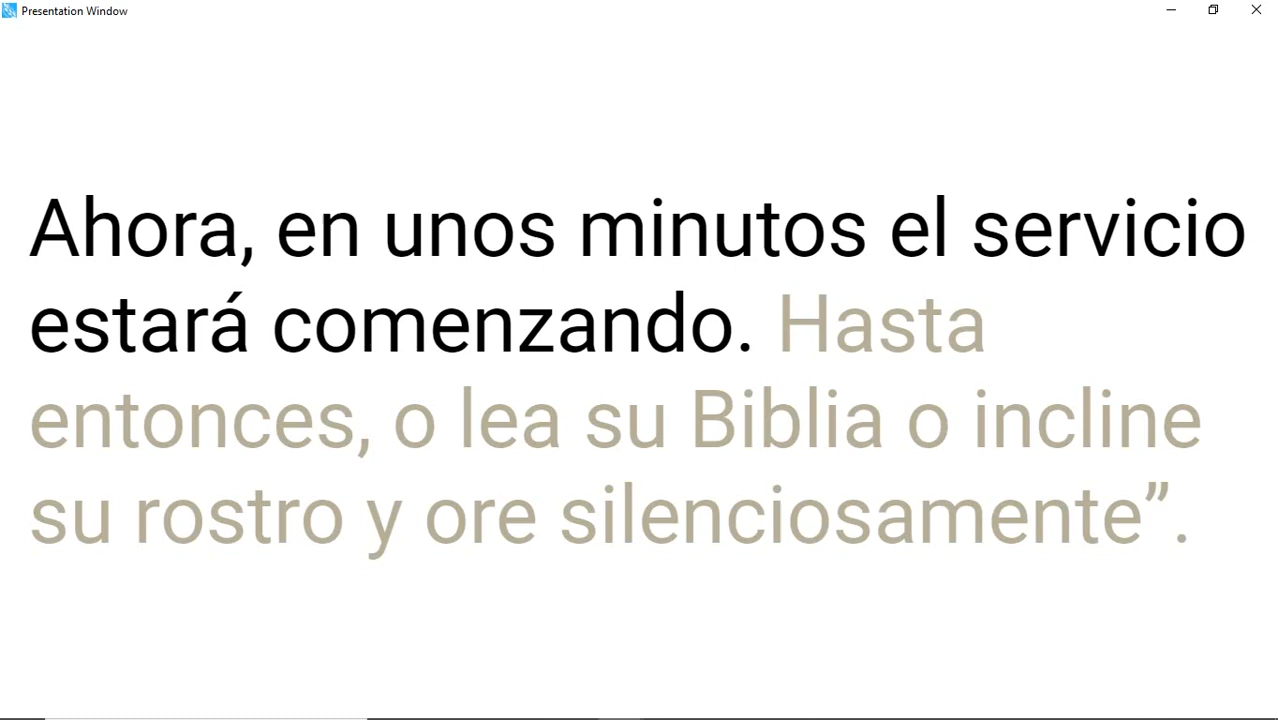 Presentation Window
Ahora, en unos minutos el servicio
estará comenzando. Hasta
entonces, o lea su Biblia o incline
su rostro y ore silenciosamente”.